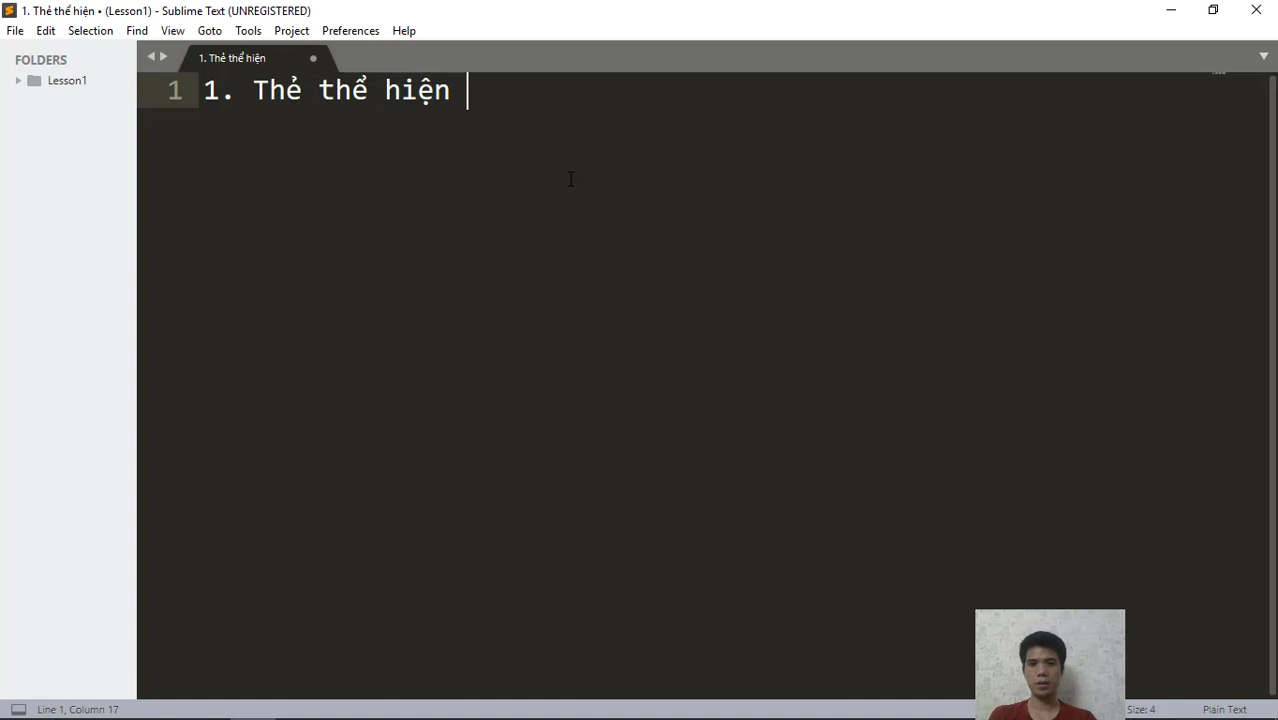 1. Thẻ thể hiện • (Lesson1) - Sublime Text (UNREGISTERED)
File Edit Selection Find View Goto Tools Project Preferences Help
FOLDERS
Lesson1
1. Thẻ thể hiện
1 1. Thẻ thể hiện
Line 1, Column 17
Size: 4
Plain Text